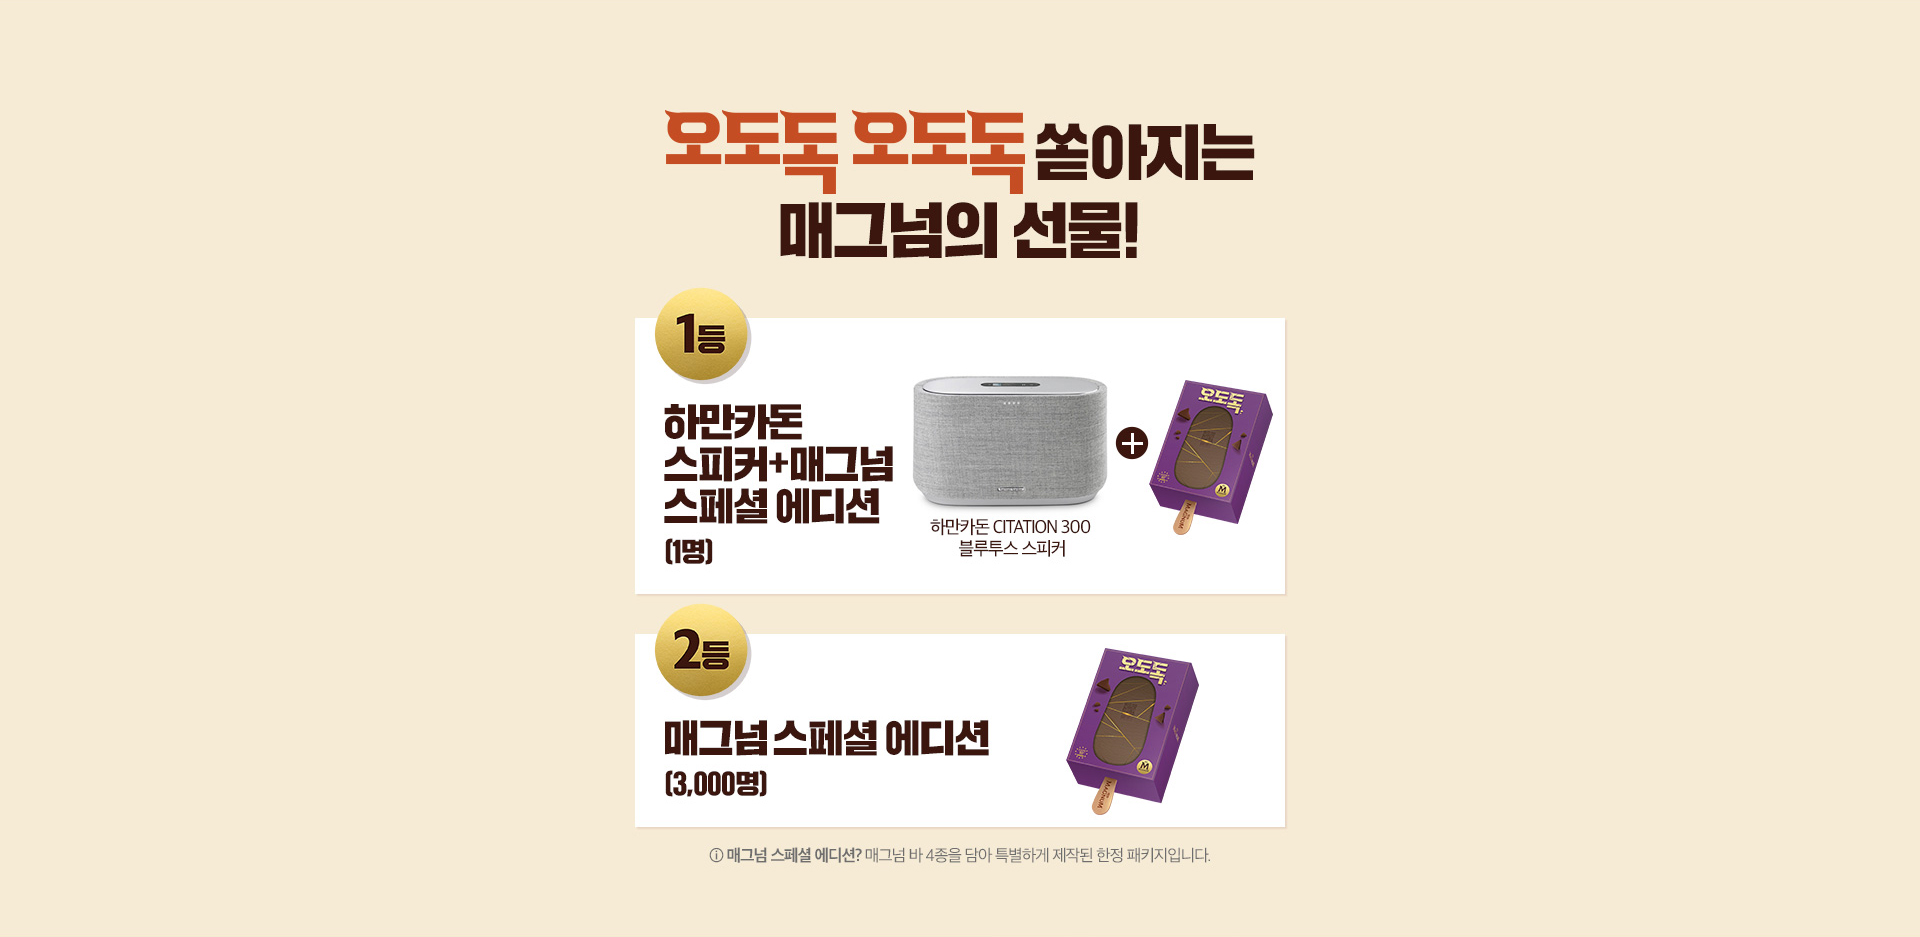 오도독 오도독 쏟아지는
매그넘의 선물!
1등
하만카돈
스피커+매그넘
스페셜 에디션
(1명)
하만카돈 CITATION 300
블루투스 스피커
오도독
M
MAGNUM
2등
매그넘 스페셜 에디션
(3,000명)
오도독
M
MAGNUM
ⓘ 매그넘 스페셜 에디션? 매그넘 바 4종을 담아 특별하게 제작된 한정 패키지입니다.